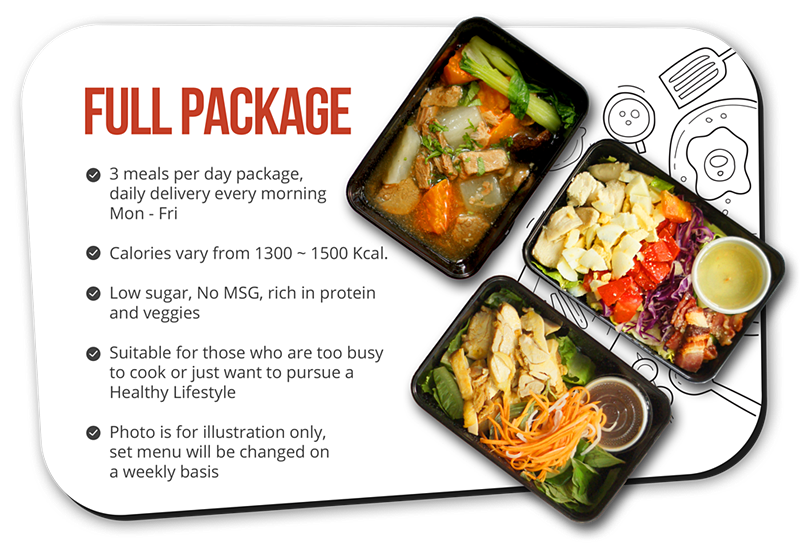 FULL PACKAGE
3 meals per day package,
daily delivery every morning
Mon - Fri
Calories vary from 1300 ~ 1500 Kcal.
Low sugar, No MSG, rich in protein
and veggies
Suitable for those who are too busy
to cook or just want to pursue a
Healthy Lifestyle
Photo is for illustration only,
set menu will be changed on
a weekly basis